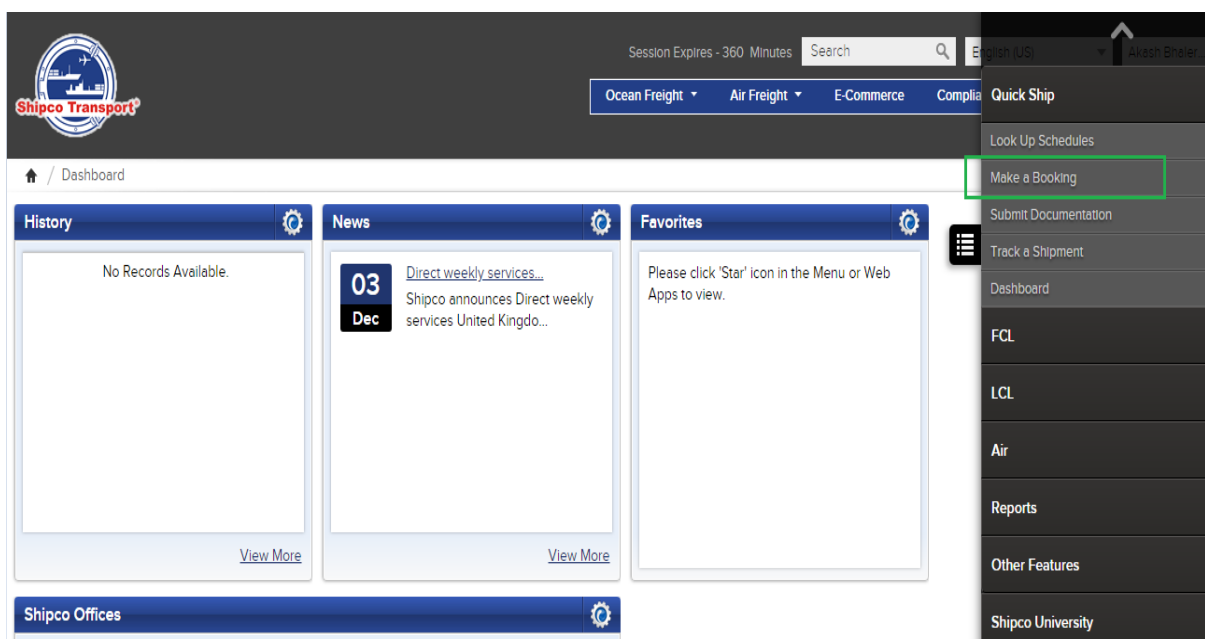 Shipco Transport®
Session Expires - 360 Minutes
Search
English (US)
Akash Bhaler...
Ocean Freight
Air Freight
E-Commerce
Complia
Dashboard
History
No Records Available.
View More
News
03
Dec
Direct weekly services...
Shipco announces Direct weekly
services United Kingdo...
View More
Favorites
Please click 'Star' icon in the Menu or Web
Apps to view.
Shipco Offices
Quick Ship
Look Up Schedules
Make a Booking
Submit Documentation
Track a Shipment
Dashboard
FCL
LCL
Air
Reports
Other Features
Shipco University